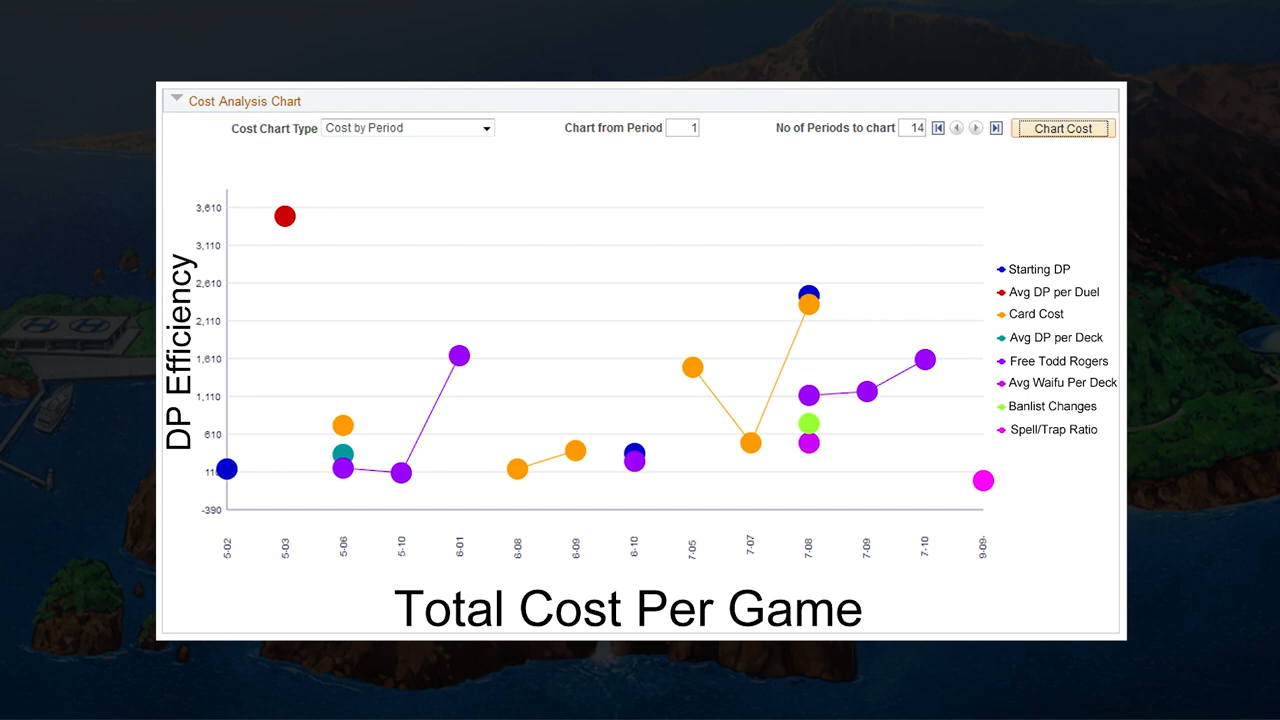 Cost Analysis Chart
Cost Chart Type Cost by Period Chart from Period 1 No of Periods to chart 14 Chart Cost
3,610
3,110
2,610
2,110
1,610
1,110
610
110
-390
DP Efficiency
5-02 5-03 5-06 5-10 6-01 6-08 6-09 6-10 7-05 7-07 7-08 7-09 7-10 9-09-
Total Cost Per Game
Starting DP
Avg DP per Duel
Card Cost
Avg DP per Deck
Free Todd Rogers
Avg Waifu Per Deck
Banlist Changes
Spell/Trap Ratio